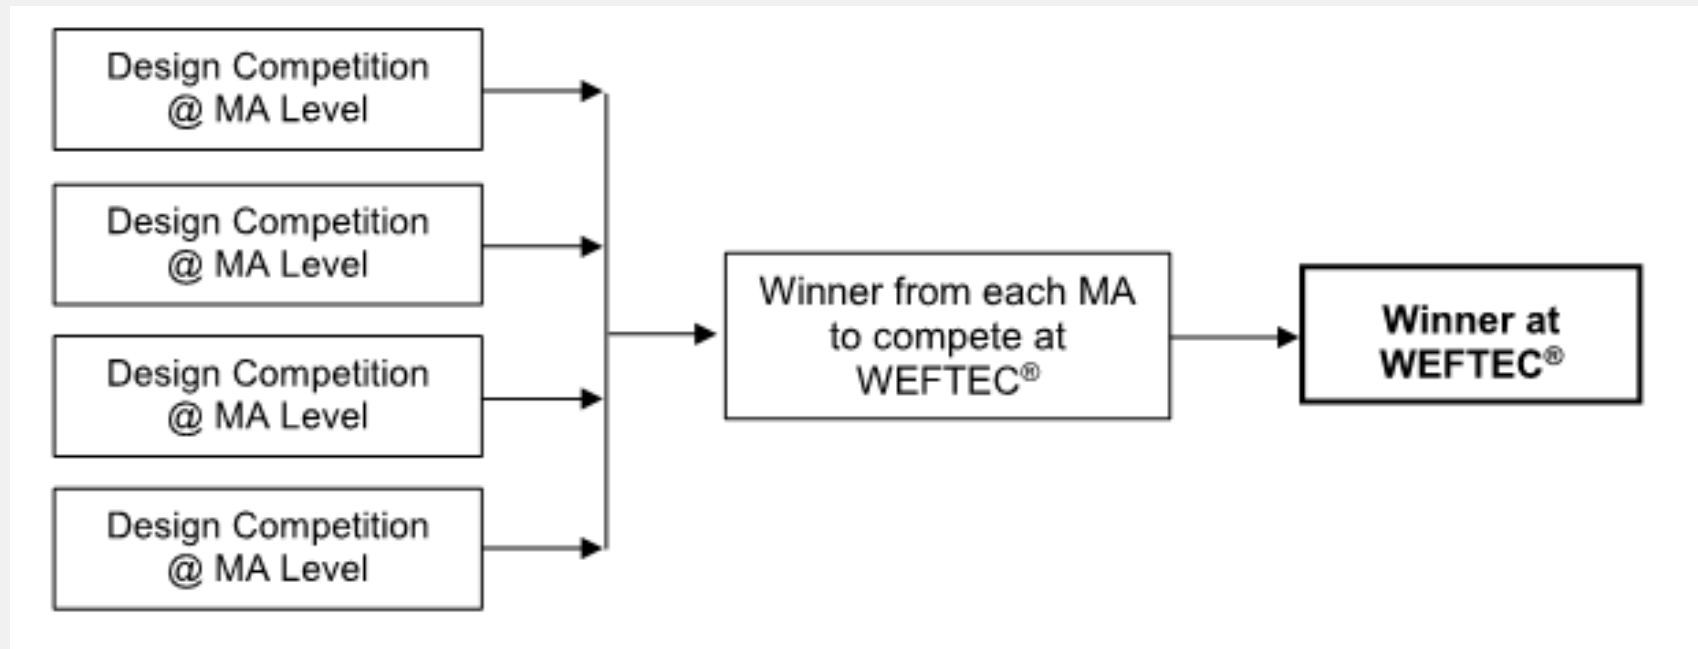 Design Competition
@ MA Level
Design Competition
@ MA Level
Design Competition
@ MA Level
Design Competition
@ MA Level
Winner from each MA
to compete at
WEFTEC®
Winner at
WEFTEC®